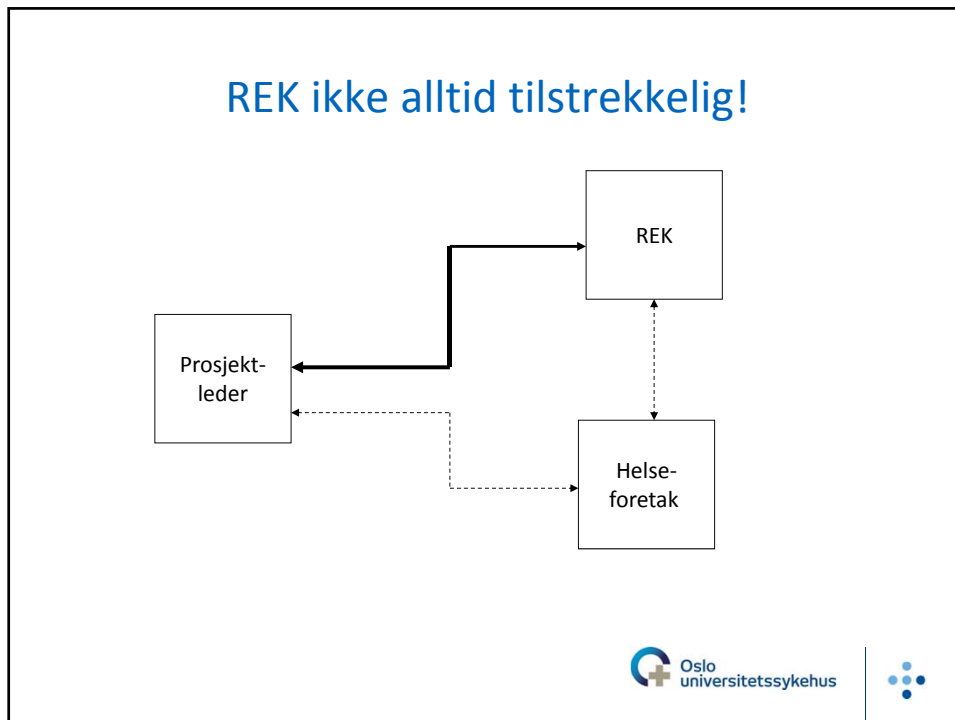 REK ikke alltid tilstrekkelig!
REK
Prosjekt-
leder
Helse-
foretak
Oslo
universitetssykehus